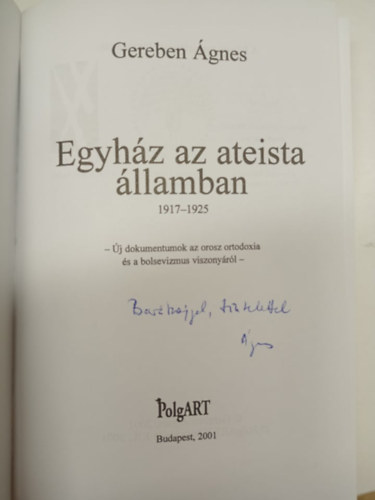 Gereben Ágnes
Egyház az ateista
államban
1917–1925
– Új dokumentumok az orosz ortodoxia
és a bolsevizmus viszonyáról –
Barátsággal, tisztelettel
Ágnes
PolgART
Budapest, 2001